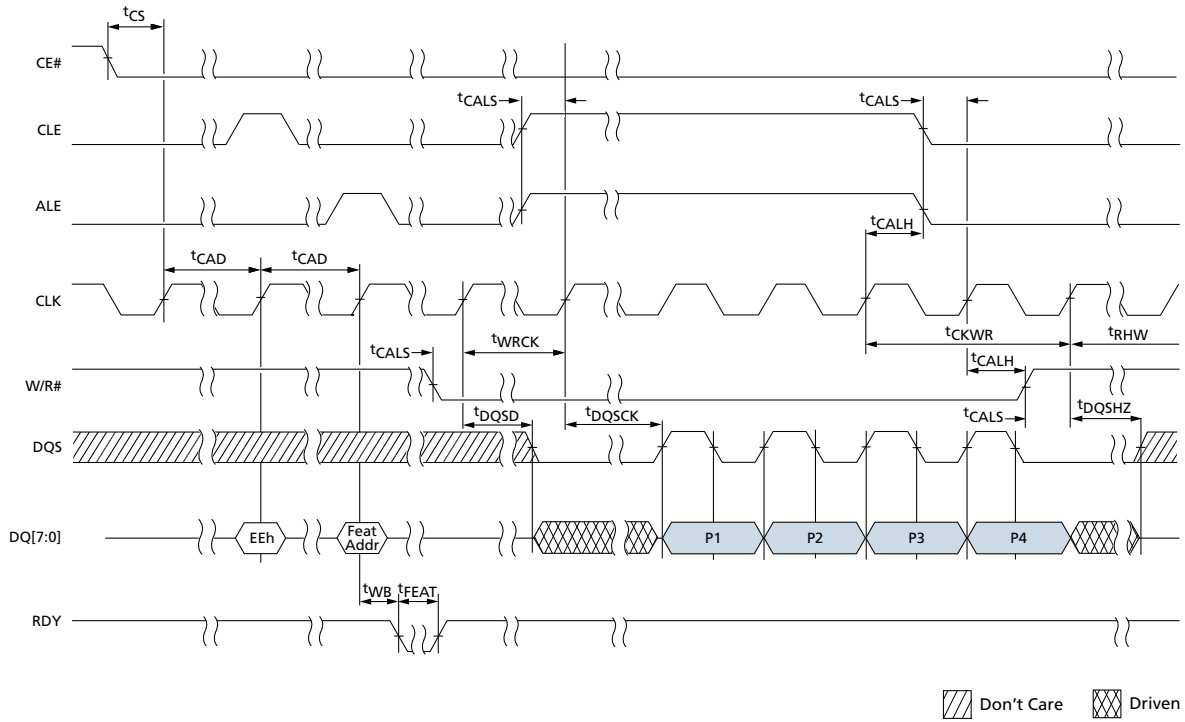 tCS
CE#
tCALS
tCALS
CLE
ALE
tCALH
tCAD
tCAD
CLK
tWRCK
tCKWR
tRHW
tCALS
tCALH
W/R#
tCALS
tDQSD
tDQSCK
tDQSHZ
DQS
DQ[7:0]
EEh
Feat
Addr
P1
P2
P3
P4
tWB
tFEAT
RDY
Don't Care
Driven